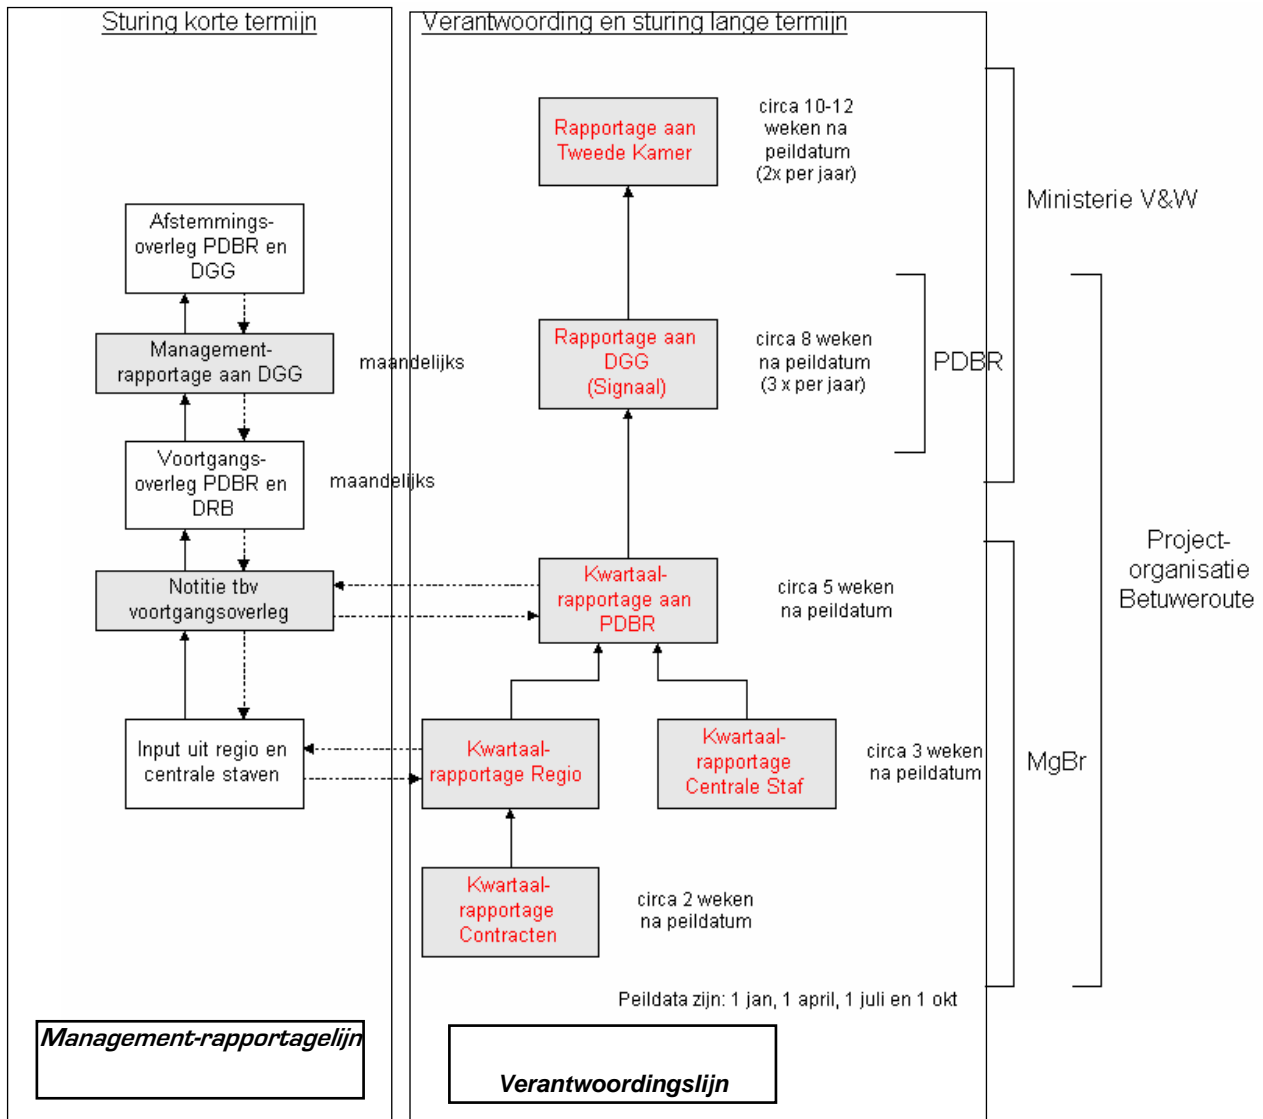 Sturing korte termijn
Afstemmings-
overleg PDBR en
DGG
Management-
rapportage aan DGG
maandelijks
Voortgangs-
overleg PDBR en
DRB
maandelijks
Notitie tbv
voortgangsoverleg
Input uit regio en
centrale staven
Management-rapportagelijn
Verantwoording en sturing lange termijn
Rapportage aan
Tweede Kamer
circa 10-12
weken na
peildatum
(2x per jaar)
Rapportage aan
DGG
(Signaal)
circa 8 weken
na peildatum
(3 x per jaar)
Kwartaal-
rapportage aan
PDBR
circa 5 weken
na peildatum
Kwartaal-
rapportage Regio
Kwartaal-
rapportage
Centrale Staf
circa 3 weken
na peildatum
Kwartaal-
rapportage
Contracten
circa 2 weken
na peildatum
Peildata zijn: 1 jan, 1 april, 1 juli en 1 okt
Verantwoordingslijn
Ministerie V&W
PDBR
MgBr
Project-
organisatie
Betuweroute